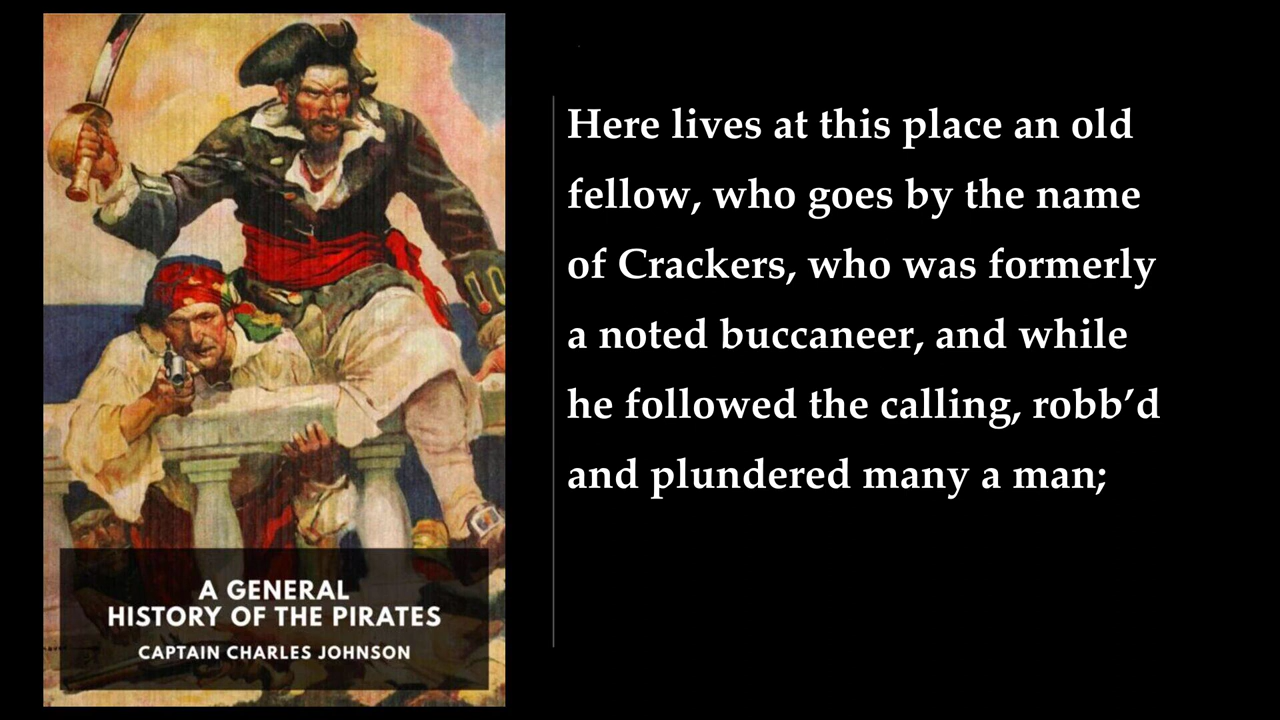 Here lives at this place an old
fellow, who goes by the name
of Crackers, who was formerly
a noted buccaneer, and while
he followed the calling, robb’d
and plundered many a man;
A GENERAL
HISTORY OF THE PIRATES
CAPTAIN CHARLES JOHNSON